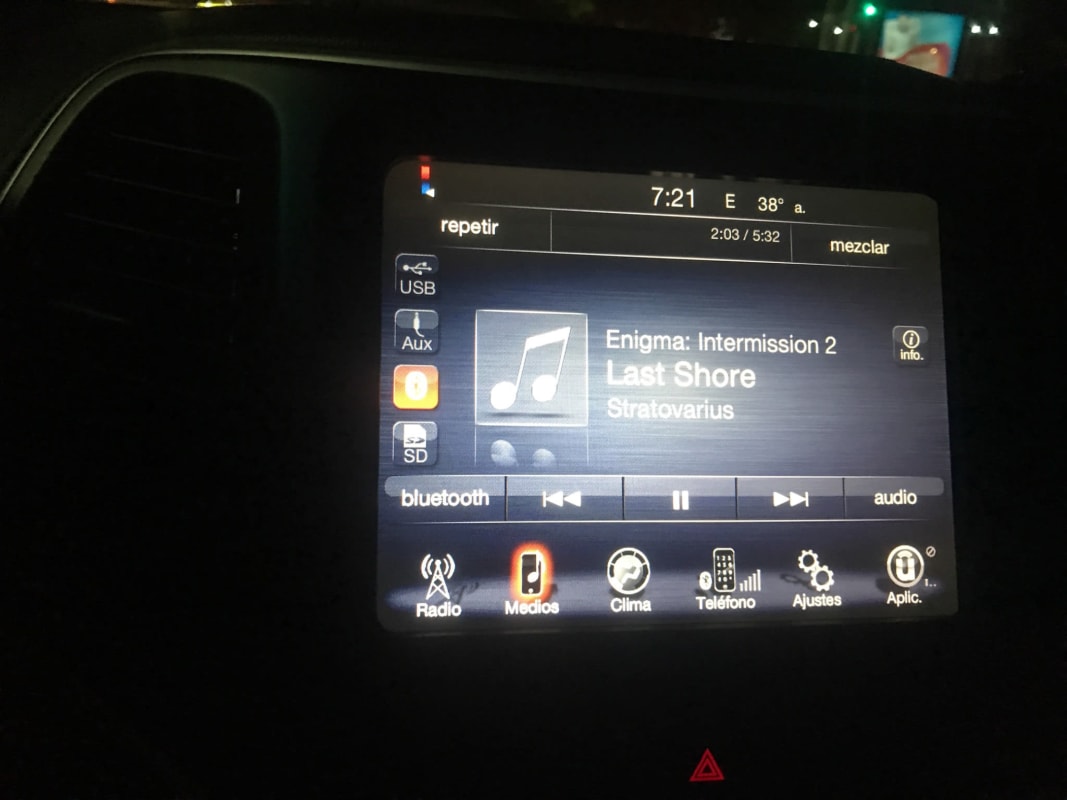 7:21 E 38° a.
repetir
2:03 / 5:32
mezclar
USB
Aux
SD
Enigma: Intermission 2
Last Shore
Stratovarius
info.
bluetooth
audio
Radio
Medios
Clima
Teléfono
Ajustes
Aplic.